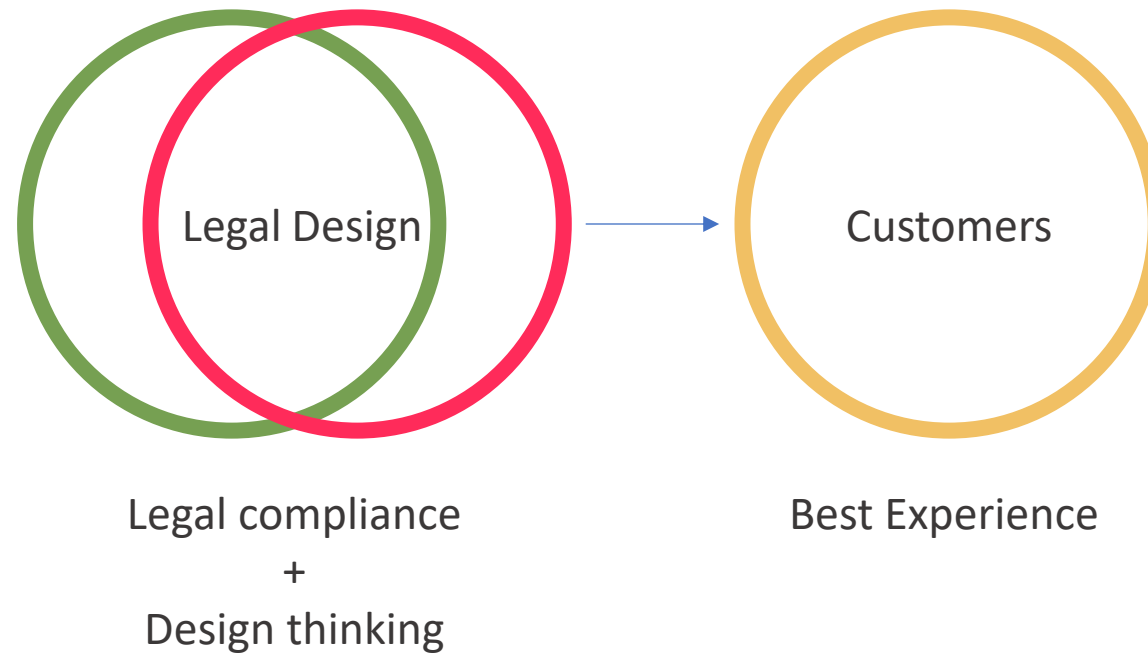 Legal Design
Customers
Legal compliance
+
Design thinking
Best Experience